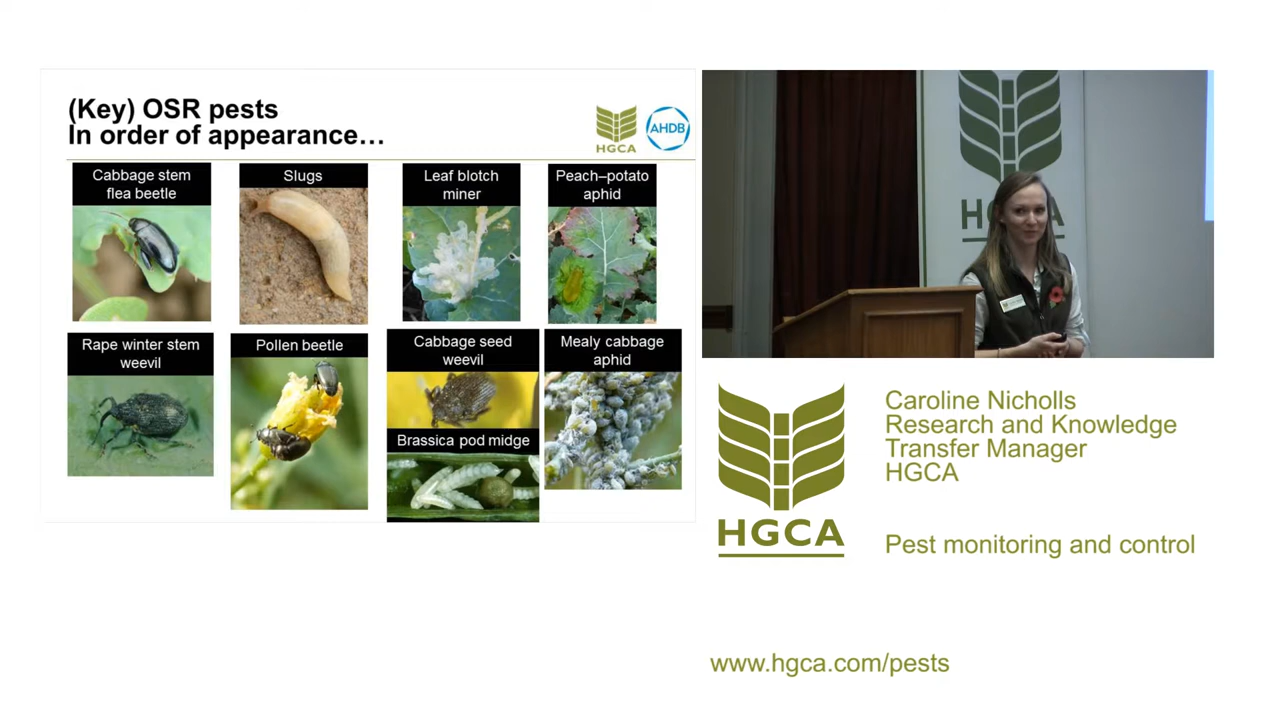 (Key) OSR pests
In order of appearance…
HGCA
AHDB
Cabbage stem
flea beetle
Slugs
Leaf blotch
miner
Peach–potato
aphid
Rape winter stem
weevil
Pollen beetle
Cabbage seed
weevil
Brassica pod midge
Mealy cabbage
aphid
HGCA
HGCA
Caroline Nicholls
Research and Knowledge
Transfer Manager
HGCA
Pest monitoring and control
www.hgca.com/pests